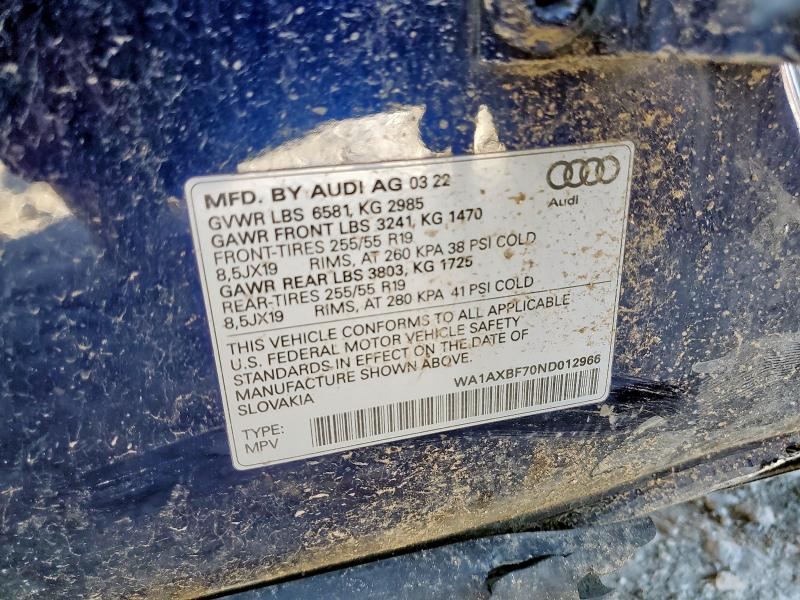 MFD. BY AUDI AG 03 22
GVWR LBS 6581, KG 2985
GAWR FRONT LBS 3241, KG 1470
FRONT-TIRES 255/55 R19
8,5JX19 RIMS, AT 260 KPA 38 PSI COLD
GAWR REAR LBS 3803, KG 1725
REAR-TIRES 255/55 R19
8,5JX19 RIMS, AT 280 KPA 41 PSI COLD
Audi
THIS VEHICLE CONFORMS TO ALL APPLICABLE
U.S. FEDERAL MOTOR VEHICLE SAFETY
STANDARDS IN EFFECT ON THE DATE OF
MANUFACTURE SHOWN ABOVE.
SLOVAKIA
WA1AXBF70ND012966
TYPE:
MPV